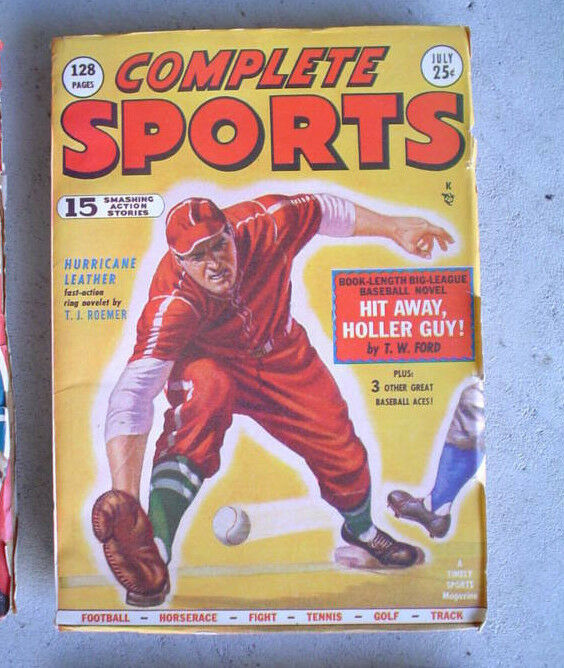 128
PAGES
COMPLETE
SPORTS
JULY
25¢
15 SMASHING
ACTION
STORIES
K
HURRICANE
LEATHER
fast-action
ring novelet by
T. J. ROEMER
BOOK-LENGTH BIG-LEAGUE
BASEBALL NOVEL
HIT AWAY,
HOLLER GUY!
by T. W. FORD
PLUS:
3 OTHER GREAT
BASEBALL ACES!
A
TIMELY
SPORTS
Magazine
FOOTBALL – HORSERACE – FIGHT – TENNIS – GOLF – TRACK